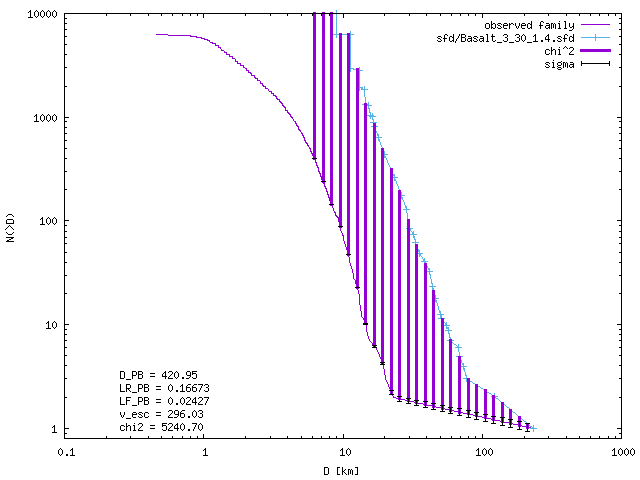 10000
1000
100
10
1
N(>D)
observed family
sfd/Basalt_3_30_1.4.sfd
chi^2
sigma
D_PB = 420.95
LR_PB = 0.16673
LF_PB = 0.02427
v_esc = 296.03
chi2 = 5240.70
0.1 1 10 100 1000
D [km]